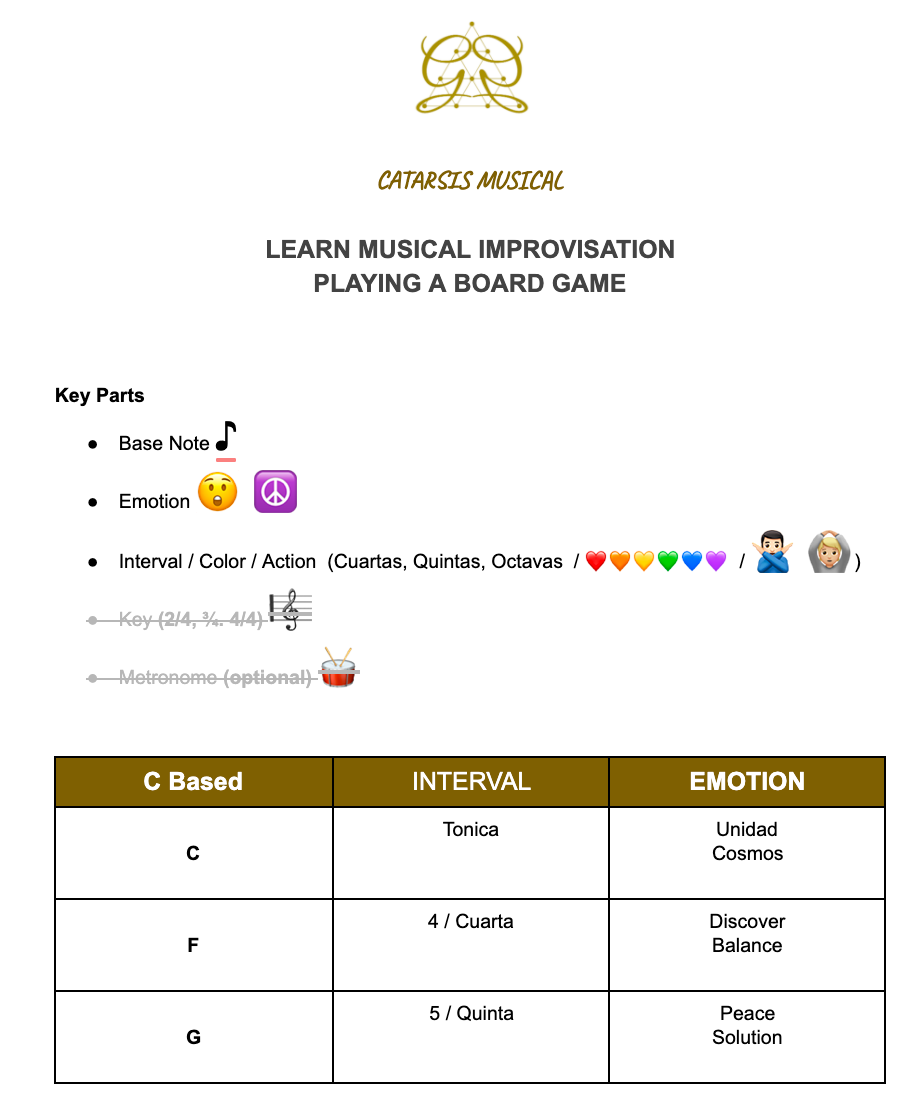 CATARSIS MUSICAL
LEARN MUSICAL IMPROVISATION
PLAYING A BOARD GAME
Key Parts
● Base Note
● Emotion
● Interval / Color / Action (Cuartas, Quintas, Octavas / ❤️🧡💛💚💙💜 / 🙅🏻‍♂️ 🙆🏼 )
● Key (2/4, ¾. 4/4)
● Metronome (optional)
C Based INTERVAL EMOTION
C
Tonica
Unidad
Cosmos
F
4 / Cuarta
Discover
Balance
G
5 / Quinta
Peace
Solution